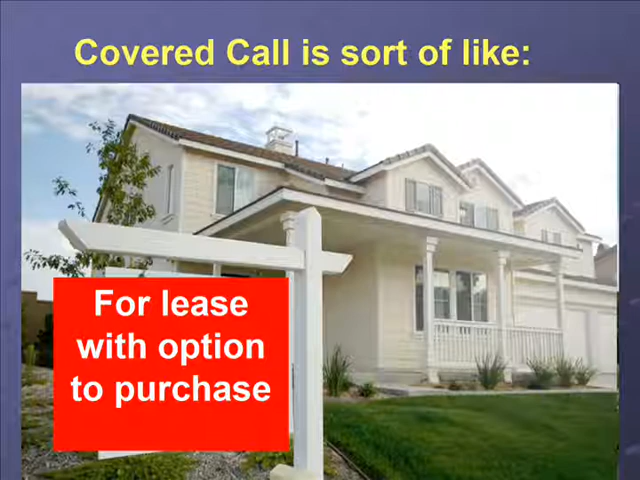 Covered Call is sort of like:
For lease
with option
to purchase